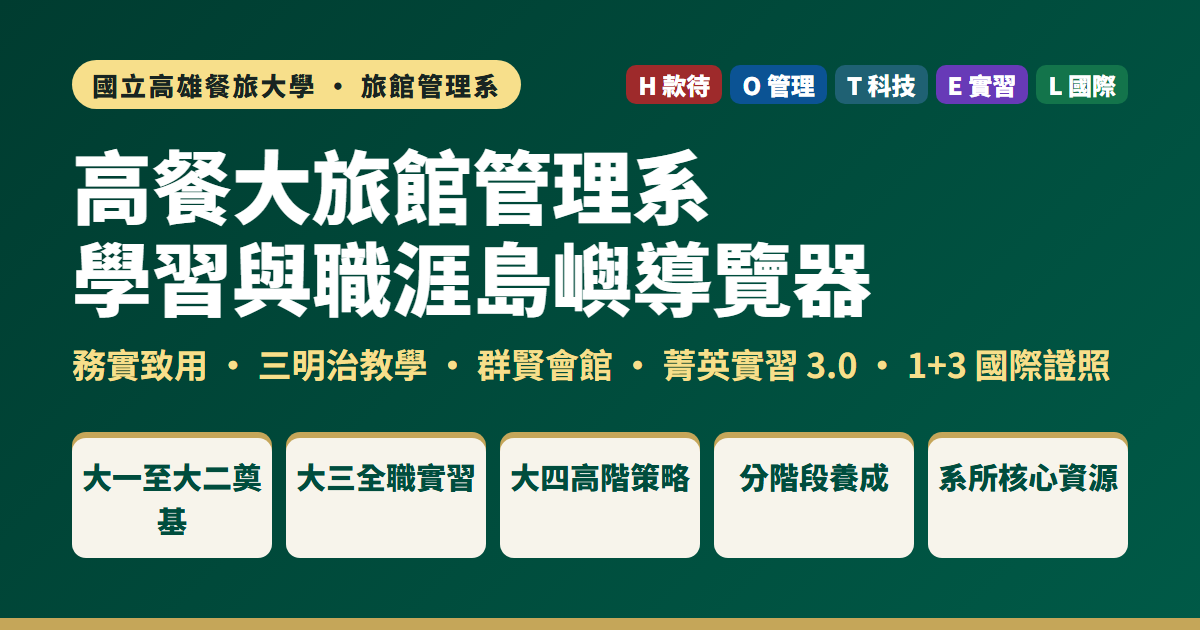 國立高雄餐旅大學 · 旅館管理系
H 款待 O 管理 T 科技 E 實習 L 國際
高餐大旅館管理系
學習與職涯島嶼導覽器
務實致用 · 三明治教學 · 群賢會館 · 菁英實習 3.0 · 1+3 國際證照
大一至大二奠
基
大三全職實習
大四高階策略
分階段養成
系所核心資源